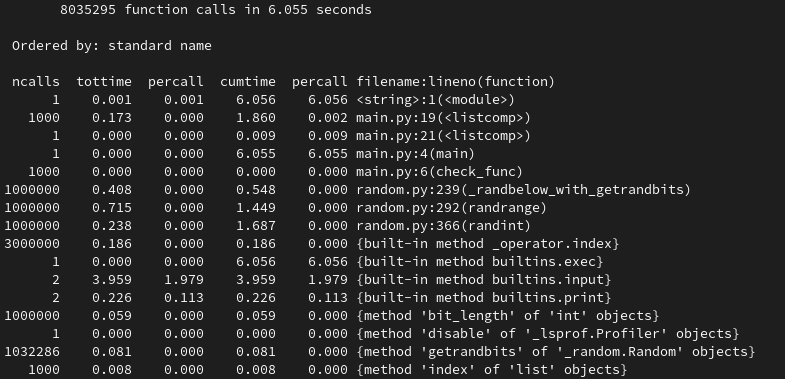 8035295 function calls in 6.055 seconds
Ordered by: standard name
ncalls tottime percall cumtime percall filename:lineno(function)
1 0.001 0.001 6.056 6.056 <string>:1(<module>)
1000 0.173 0.000 1.860 0.002 main.py:19(<listcomp>)
1 0.000 0.000 0.009 0.009 main.py:21(<listcomp>)
1 0.000 0.000 6.055 6.055 main.py:4(main)
1000 0.000 0.000 0.000 0.000 main.py:6(check_func)
1000000 0.408 0.000 0.548 0.000 random.py:239(_randbelow_with_getrandbits)
1000000 0.715 0.000 1.449 0.000 random.py:292(randrange)
1000000 0.238 0.000 1.687 0.000 random.py:366(randint)
3000000 0.186 0.000 0.186 0.000 {built-in method _operator.index}
1 0.000 0.000 6.056 6.056 {built-in method builtins.exec}
2 3.959 1.979 3.959 1.979 {built-in method builtins.input}
2 0.226 0.113 0.226 0.113 {built-in method builtins.print}
1000000 0.059 0.000 0.059 0.000 {method 'bit_length' of 'int' objects}
1 0.000 0.000 0.000 0.000 {method 'disable' of '_lsprof.Profiler' objects}
1032286 0.081 0.000 0.081 0.000 {method 'getrandbits' of '_random.Random' objects}
1000 0.008 0.000 0.008 0.000 {method 'index' of 'list' objects}